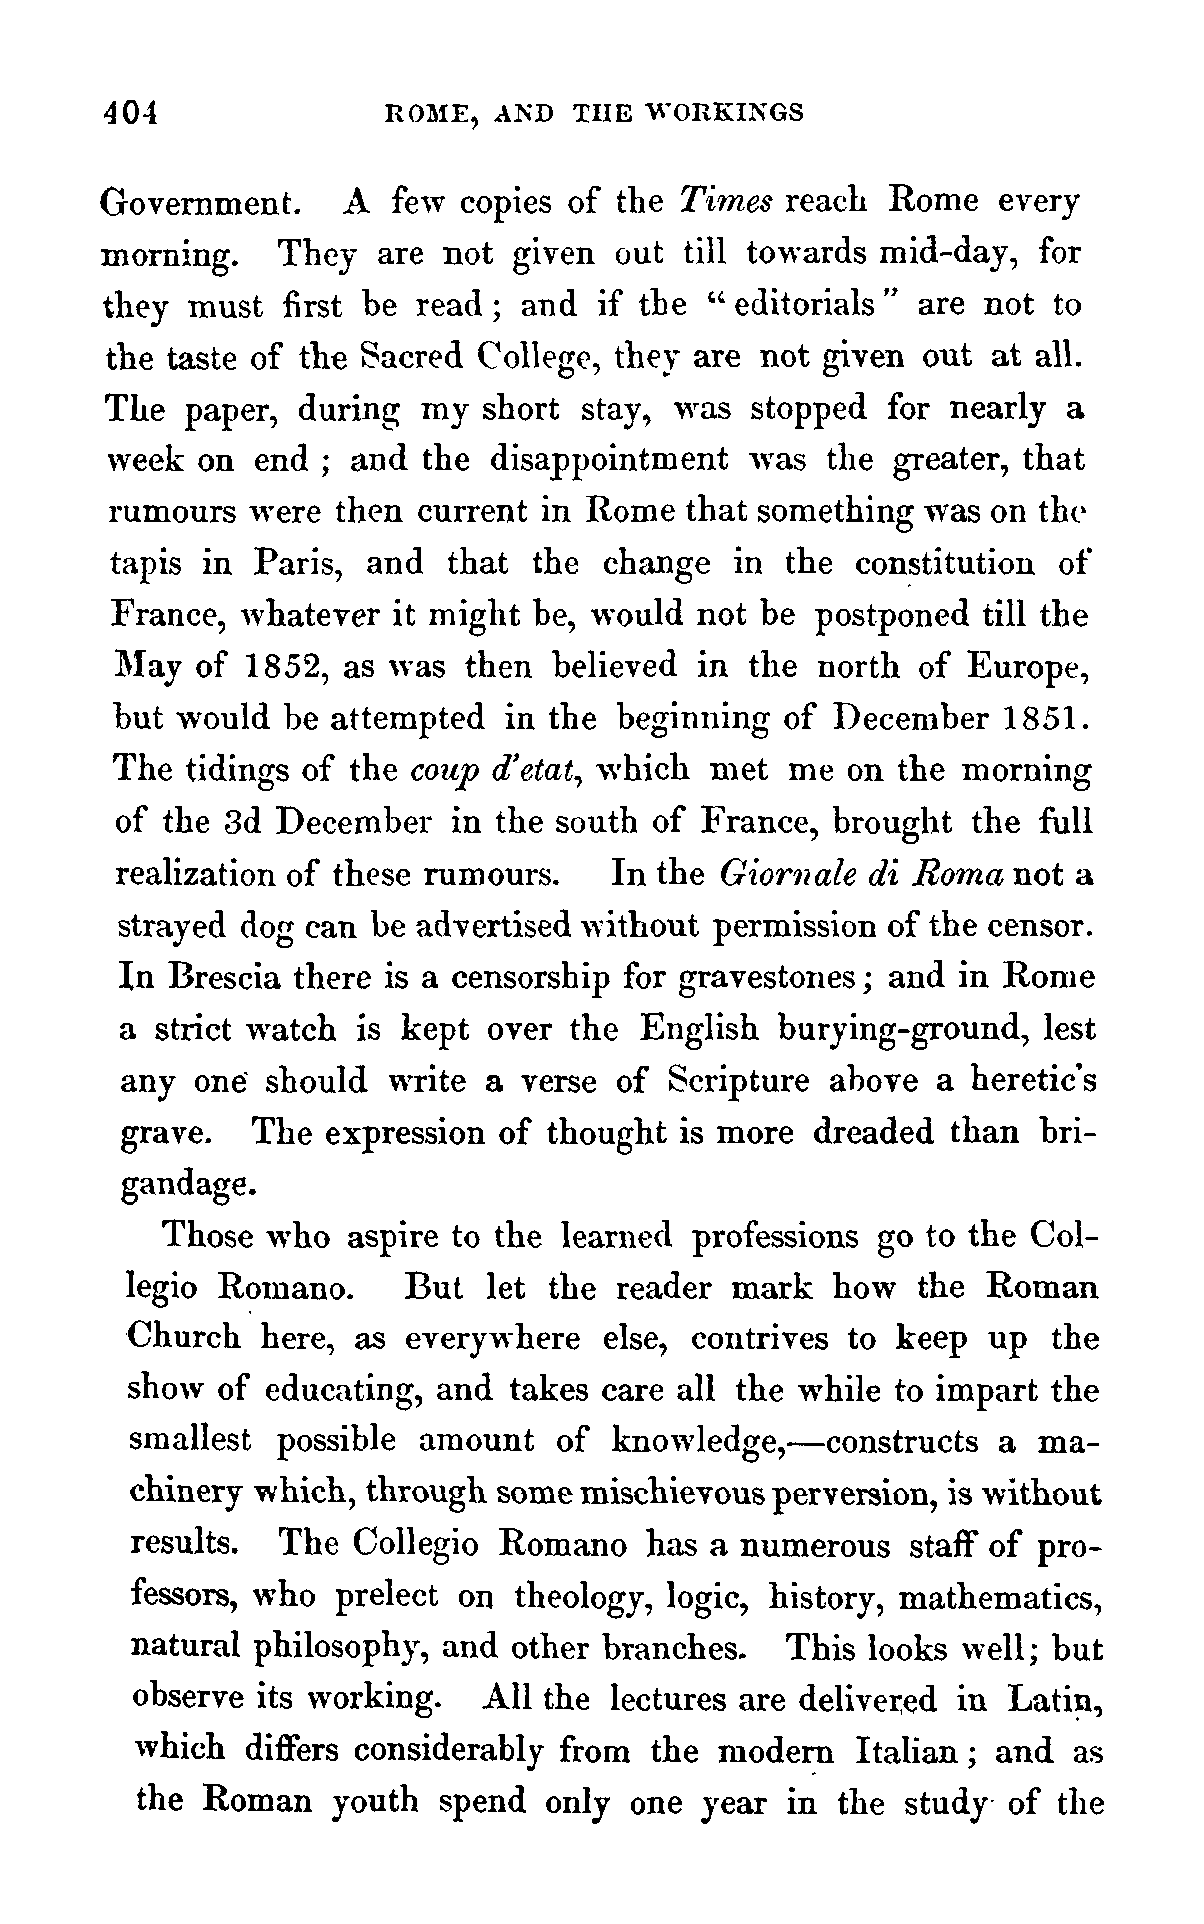 404 ROME, AND THE WORKINGS
Government. A few copies of the Times reach Rome every
morning. They are not given out till towards mid-day, for
they must first be read ; and if the " editorials " are not to
the taste of the Sacred College, they are not given out at all.
The paper, during my short stay, was stopped for nearly a
week on end ; and the disappointment was the greater, that
rumours were then current in Rome that something was on the
tapis in Paris, and that the change in the constitution of
France, whatever it might be, would not be postponed till the
May of 1852, as was then believed in the north of Europe,
but would be attempted in the beginning of December 1851.
The tidings of the coup d'etat, which met me on the morning
of the 3d December in the south of France, brought the full
realization of these rumours. In the Giornale di Roma not a
strayed dog can be advertised without permission of the censor.
In Brescia there is a censorship for gravestones; and in Rome
a strict watch is kept over the English burying-ground, lest
any one should write a verse of Scripture above a heretic's
grave. The expression of thought is more dreaded than bri-
gandage.
Those who aspire to the learned professions go to the Col-
legio Romano. But let the reader mark how the Roman
Church here, as everywhere else, contrives to keep up the
show of educating, and takes care all the while to impart the
smallest possible amount of knowledge,—constructs a ma-
chinery which, through some mischievous perversion, is without
results. The Collegio Romano has a numerous staff of pro-
fessors, who prelect on theology, logic, history, mathematics,
natural philosophy, and other branches. This looks well; but
observe its working. All the lectures are delivered in Latin,
which differs considerably from the modern Italian ; and as
the Roman youth spend only one year in the study of the